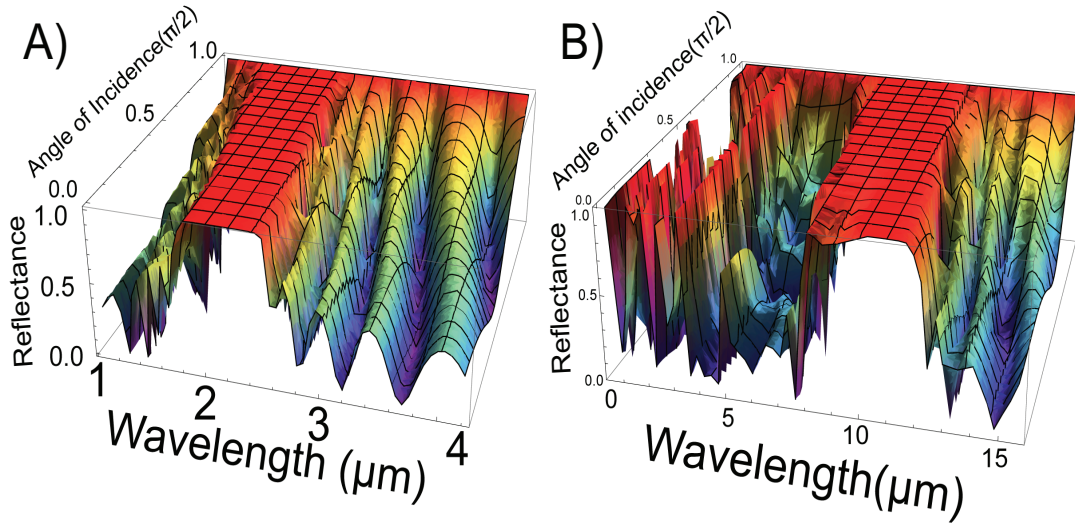 A)
Angle of Incidence(π/2)
1.0
0.5
0.0
Reflectance
1.0
0.5
0.0
1
2
3
4
Wavelength (μm)
B)
Angle of incidence(π/2)
1.0
0.5
0.0
Reflectance
1.0
0.5
0.0
0
5
10
15
Wavelength(μm)